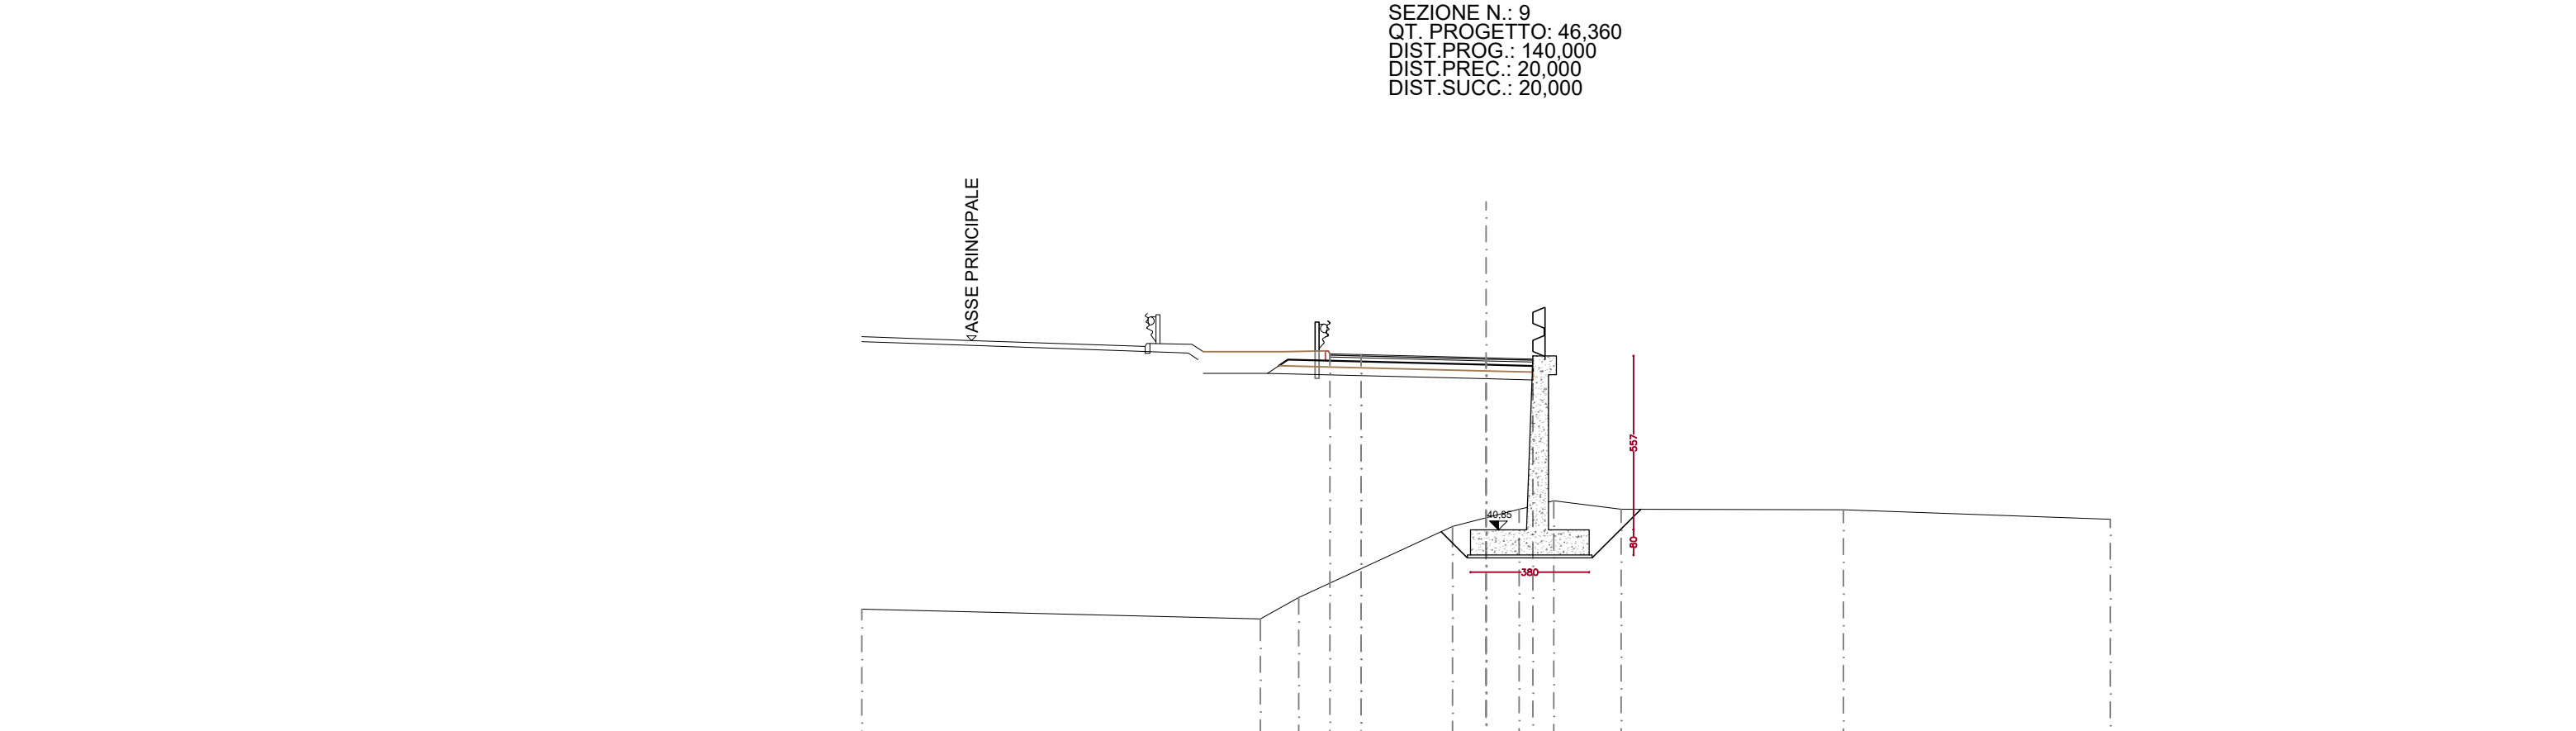 SEZIONE N.: 9
QT. PROGETTO: 46,360
DIST.PROG.: 140,000
DIST.PREC.: 20,000
DIST.SUCC.: 20,000
ASSE PRINCIPALE
557
40,85
80
380